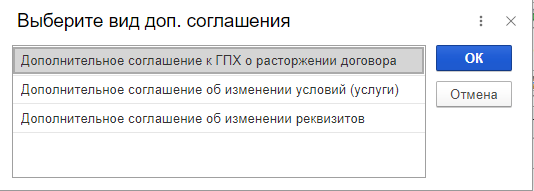 Выберите вид доп. соглашения
Дополнительное соглашение к ГПХ о расторжении договора
Дополнительное соглашение об изменении условий (услуги)
Дополнительное соглашение об изменении реквизитов
ОК
Отмена